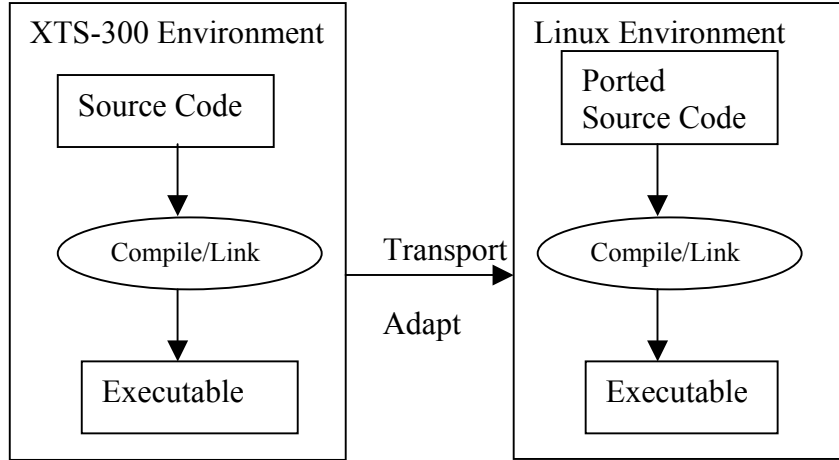 XTS-300 Environment
Source Code
Compile/Link
Executable
Transport
Adapt
Linux Environment
Ported
Source Code
Compile/Link
Executable